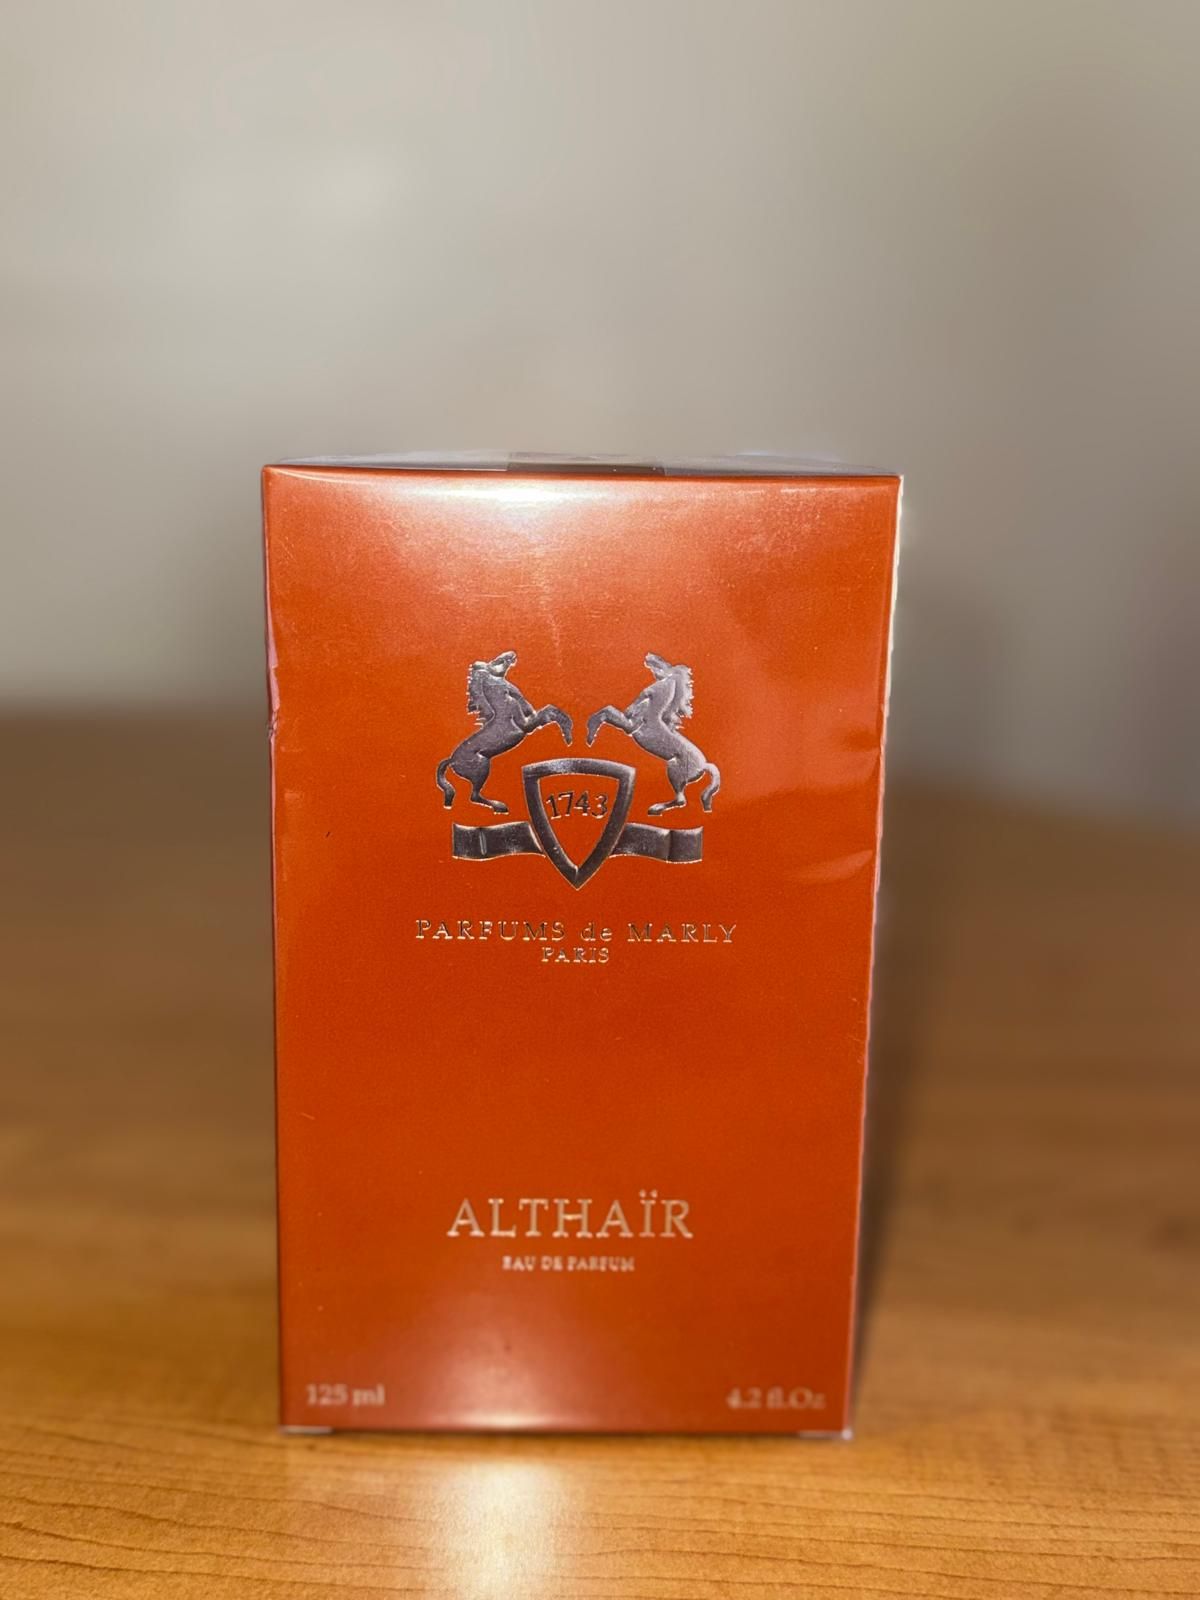 1743
PARFUMS de MARLY
PARIS
ALTHAÏR
EAU DE PARFUM
125 ml
4.2 fl.Oz